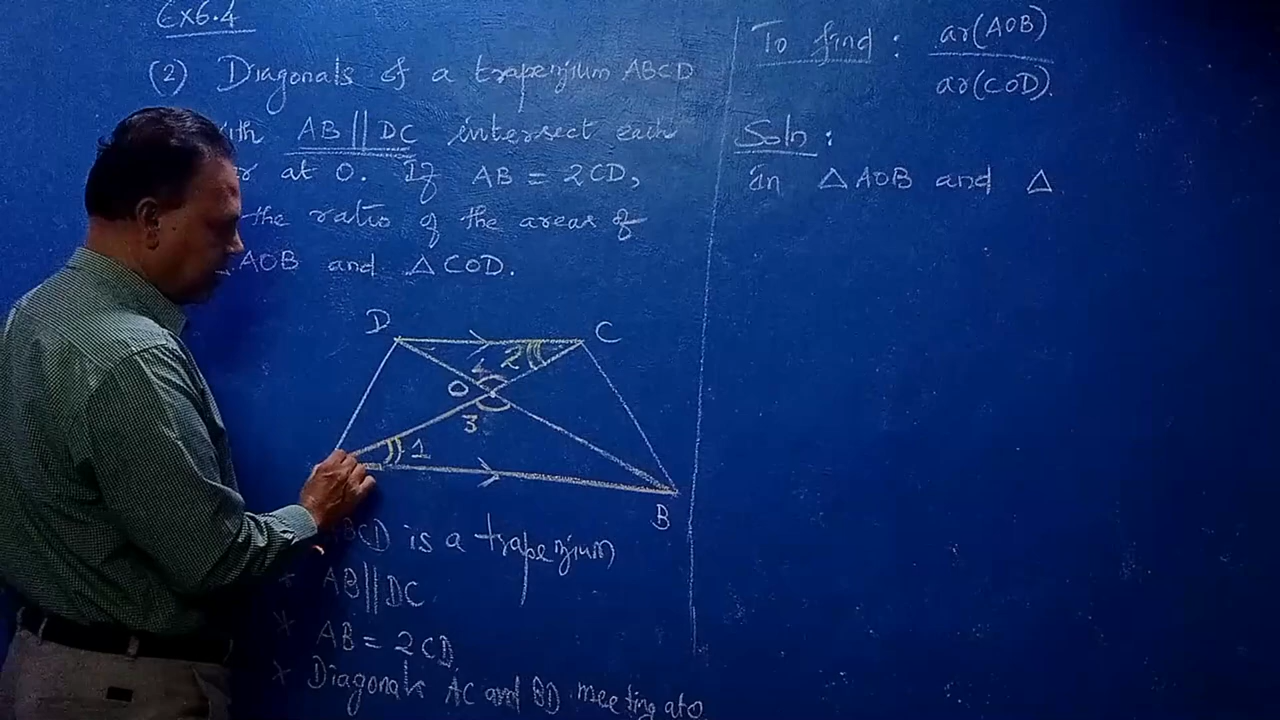 Ex6.4
(2) Diagonals of a trapezium ABCD
AB || DC intersect each
at O. If AB = 2CD,
the ratio of the areas of
AOB and △ COD.
D
C
2
4
O
3
1
B
BCD is a trapezium
* AB || DC
* AB = 2CD
* Diagonals AC and BD meeting at O
To find : ar(AOB)
ar(COD).
Soln :
In △ AOB and △